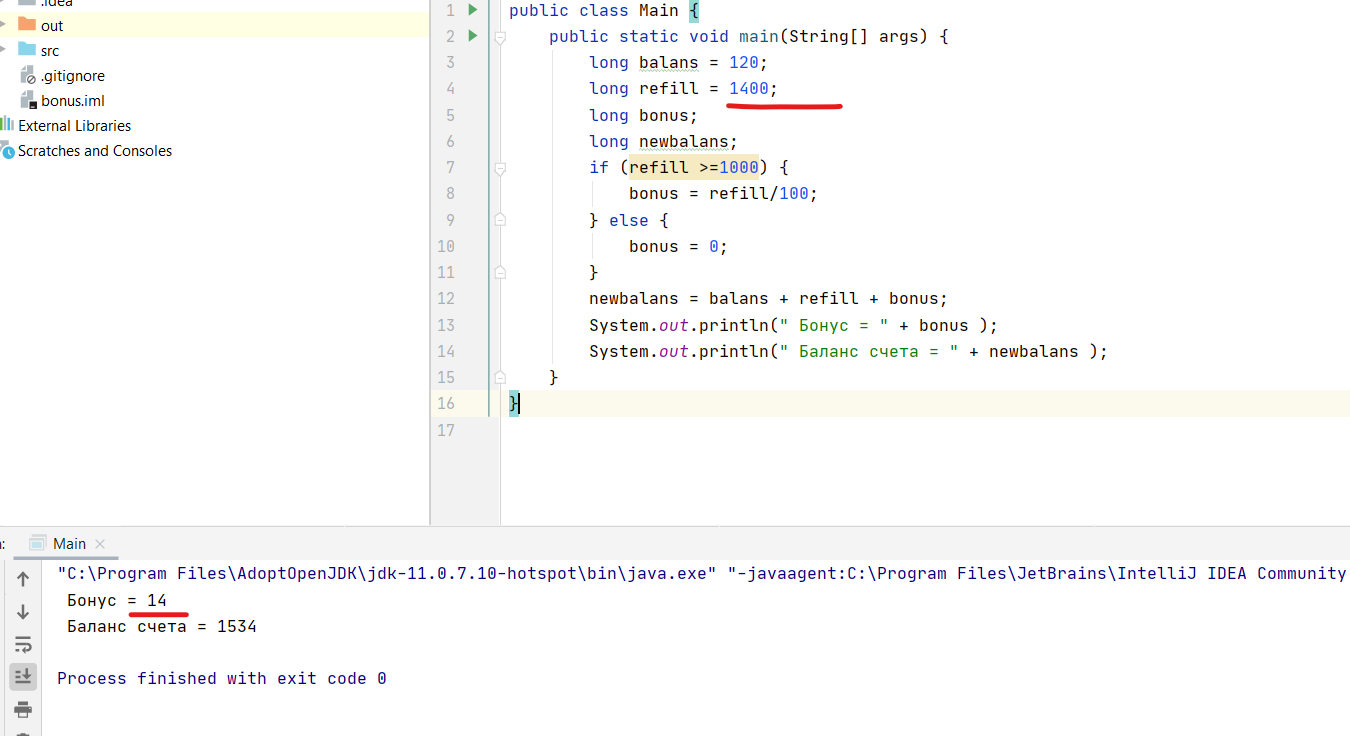 .idea
out
src
.gitignore
bonus.iml
External Libraries
Scratches and Consoles
1 public class Main {
2 public static void main(String[] args) {
3 long balans = 120;
4 long refill = 1400;
5 long bonus;
6 long newbalans;
7 if (refill >=1000) {
8 bonus = refill/100;
9 } else {
10 bonus = 0;
11 }
12 newbalans = balans + refill + bonus;
13 System.out.println(" Бонус = " + bonus );
14 System.out.println(" Баланс счета = " + newbalans );
15 }
16 }
17
Main
"C:\Program Files\AdoptOpenJDK\jdk-11.0.7.10-hotspot\bin\java.exe" "-javaagent:C:\Program Files\JetBrains\IntelliJ IDEA Community
Бонус = 14
Баланс счета = 1534
Process finished with exit code 0